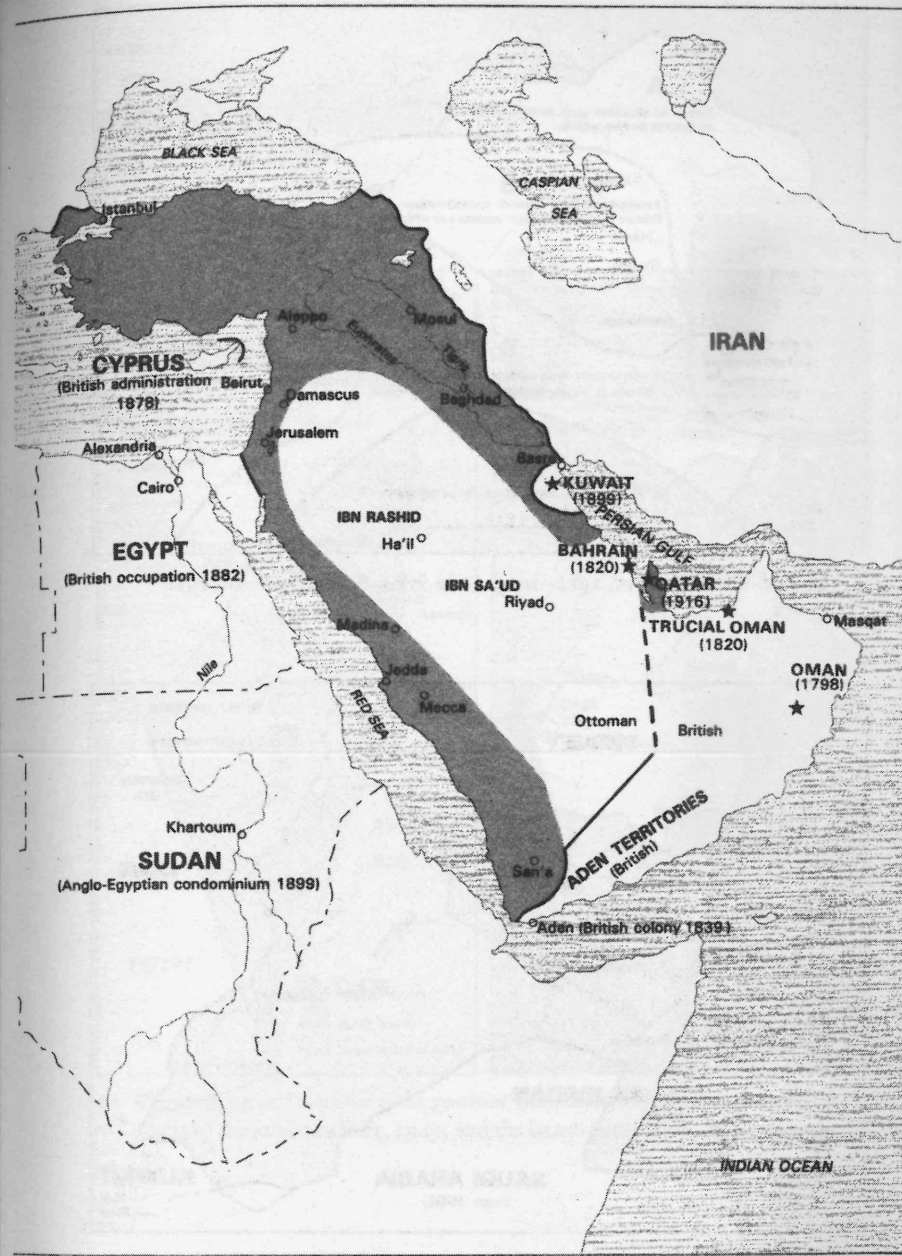 BLACK SEA
CASPIAN
SEA
Istanbul
Aleppo
Mosul
Euphrates
Tigris
IRAN
CYPRUS
(British administration
1878)
Beirut
Damascus
Baghdad
Jerusalem
Alexandria
Cairo
Basra
KUWAIT
(1899)
PERSIAN GULF
IBN RASHID
Ha'il
EGYPT
(British occupation 1882)
BAHRAIN
(1820)
IBN SA'UD
Riyad
QATAR
(1916)
TRUCIAL OMAN
(1820)
Masqat
Madina
Nile
Jedda
Mecca
RED SEA
OMAN
(1798)
Ottoman
British
Khartoum
SUDAN
(Anglo-Egyptian condominium 1899)
San'a
ADEN TERRITORIES
(British)
Aden (British colony 1839)
INDIAN OCEAN